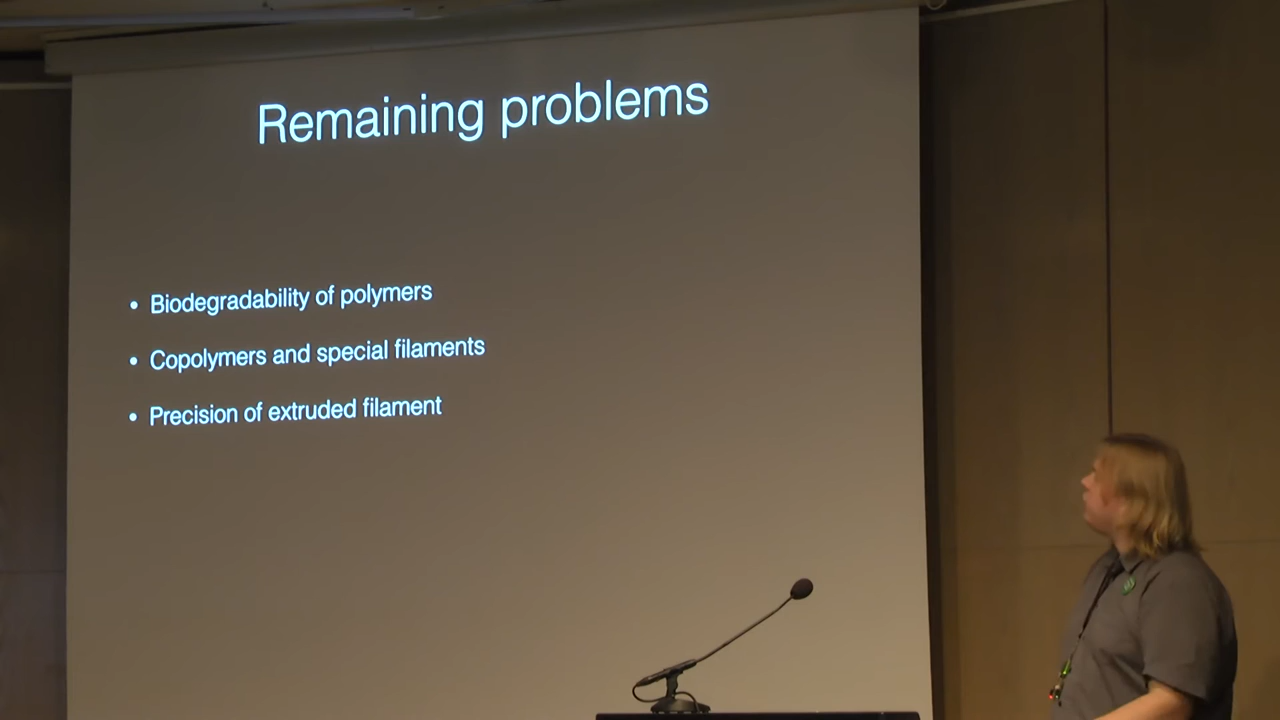 Remaining problems
• Biodegradability of polymers
• Copolymers and special filaments
• Precision of extruded filament